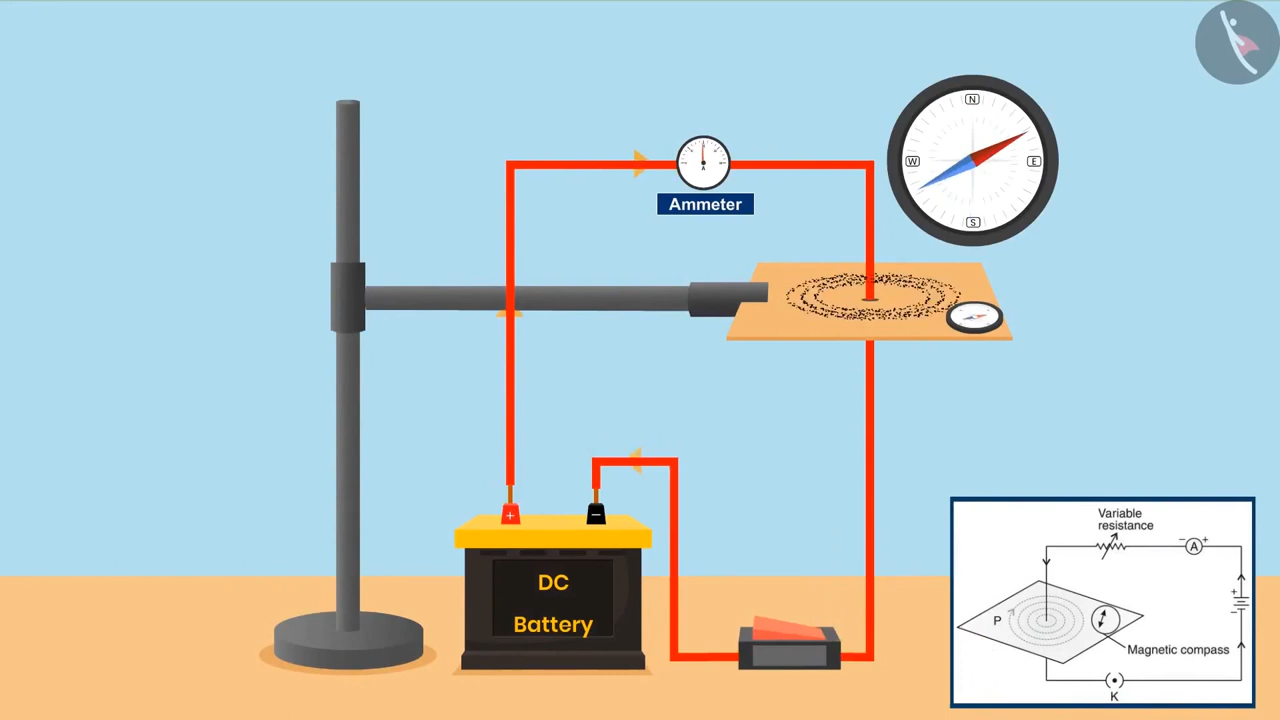 N
W
E
S
A
Ammeter
+
−
DC
Battery
Variable
resistance
− A +
+
−
P
Magnetic compass
K